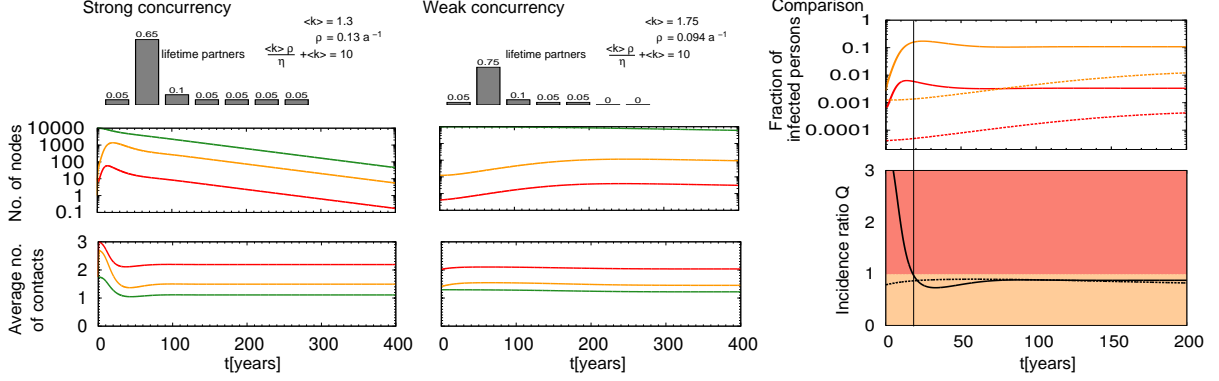 Strong concurrency
<k> = 1.3
ρ = 0.13 a⁻¹
<k> ρ / η +<k> = 10
lifetime partners
0.05 0.65 0.1 0.05 0.05 0.05 0.05
Weak concurrency
<k> = 1.75
ρ = 0.094 a⁻¹
<k> ρ / η +<k> = 10
lifetime partners
0.05 0.75 0.1 0.05 0.05 0 0
No. of nodes
10000
1000
100
10
1
0.1
Average no.
of contacts
3
2
1
0
0 100 200 300 400
t[years]
0 100 200 300 400
t[years]
Comparison
Fraction of
infected persons
1
0.1
0.01
0.001
0.0001
Incidence ratio Q
3
2
1
0
0 50 100 150 200
t[years]